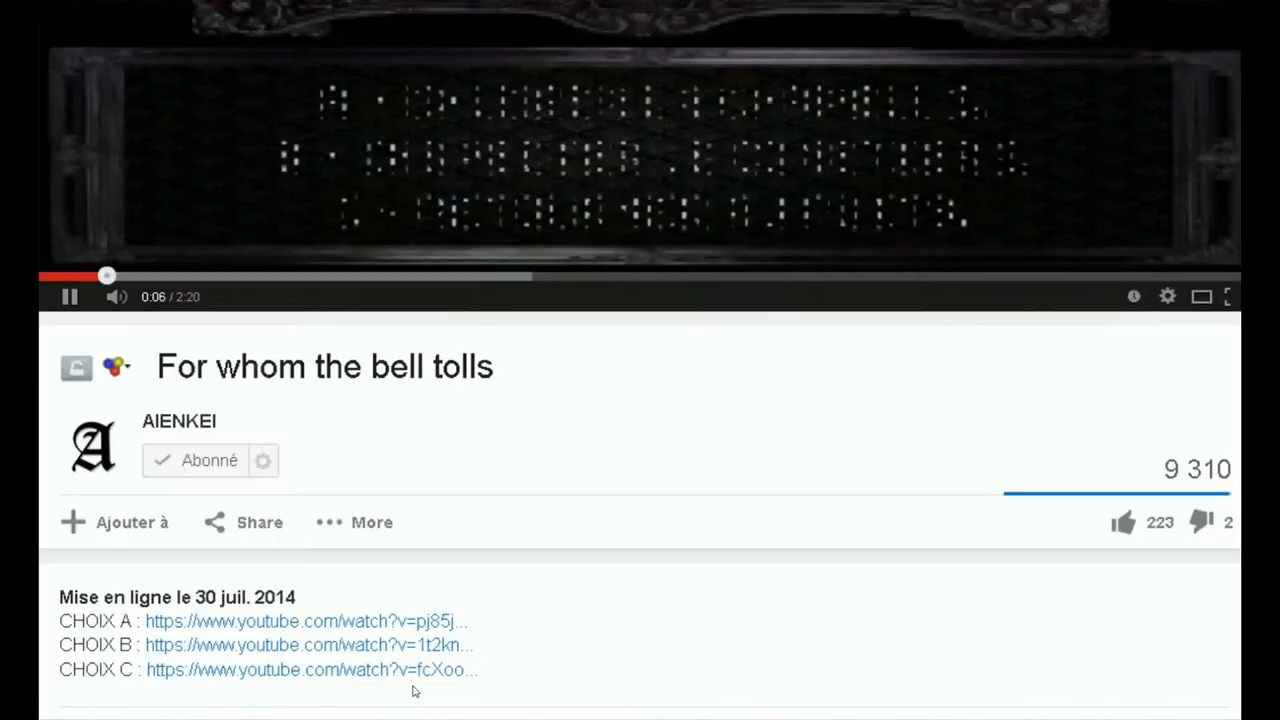 0:06 / 2:20
For whom the bell tolls
AIENKEI
Abonné
9 310
Ajouter à Share More 223 2
Mise en ligne le 30 juil. 2014
CHOIX A : https://www.youtube.com/watch?v=pj85j...
CHOIX B : https://www.youtube.com/watch?v=1t2kn...
CHOIX C : https://www.youtube.com/watch?v=fcXoo...